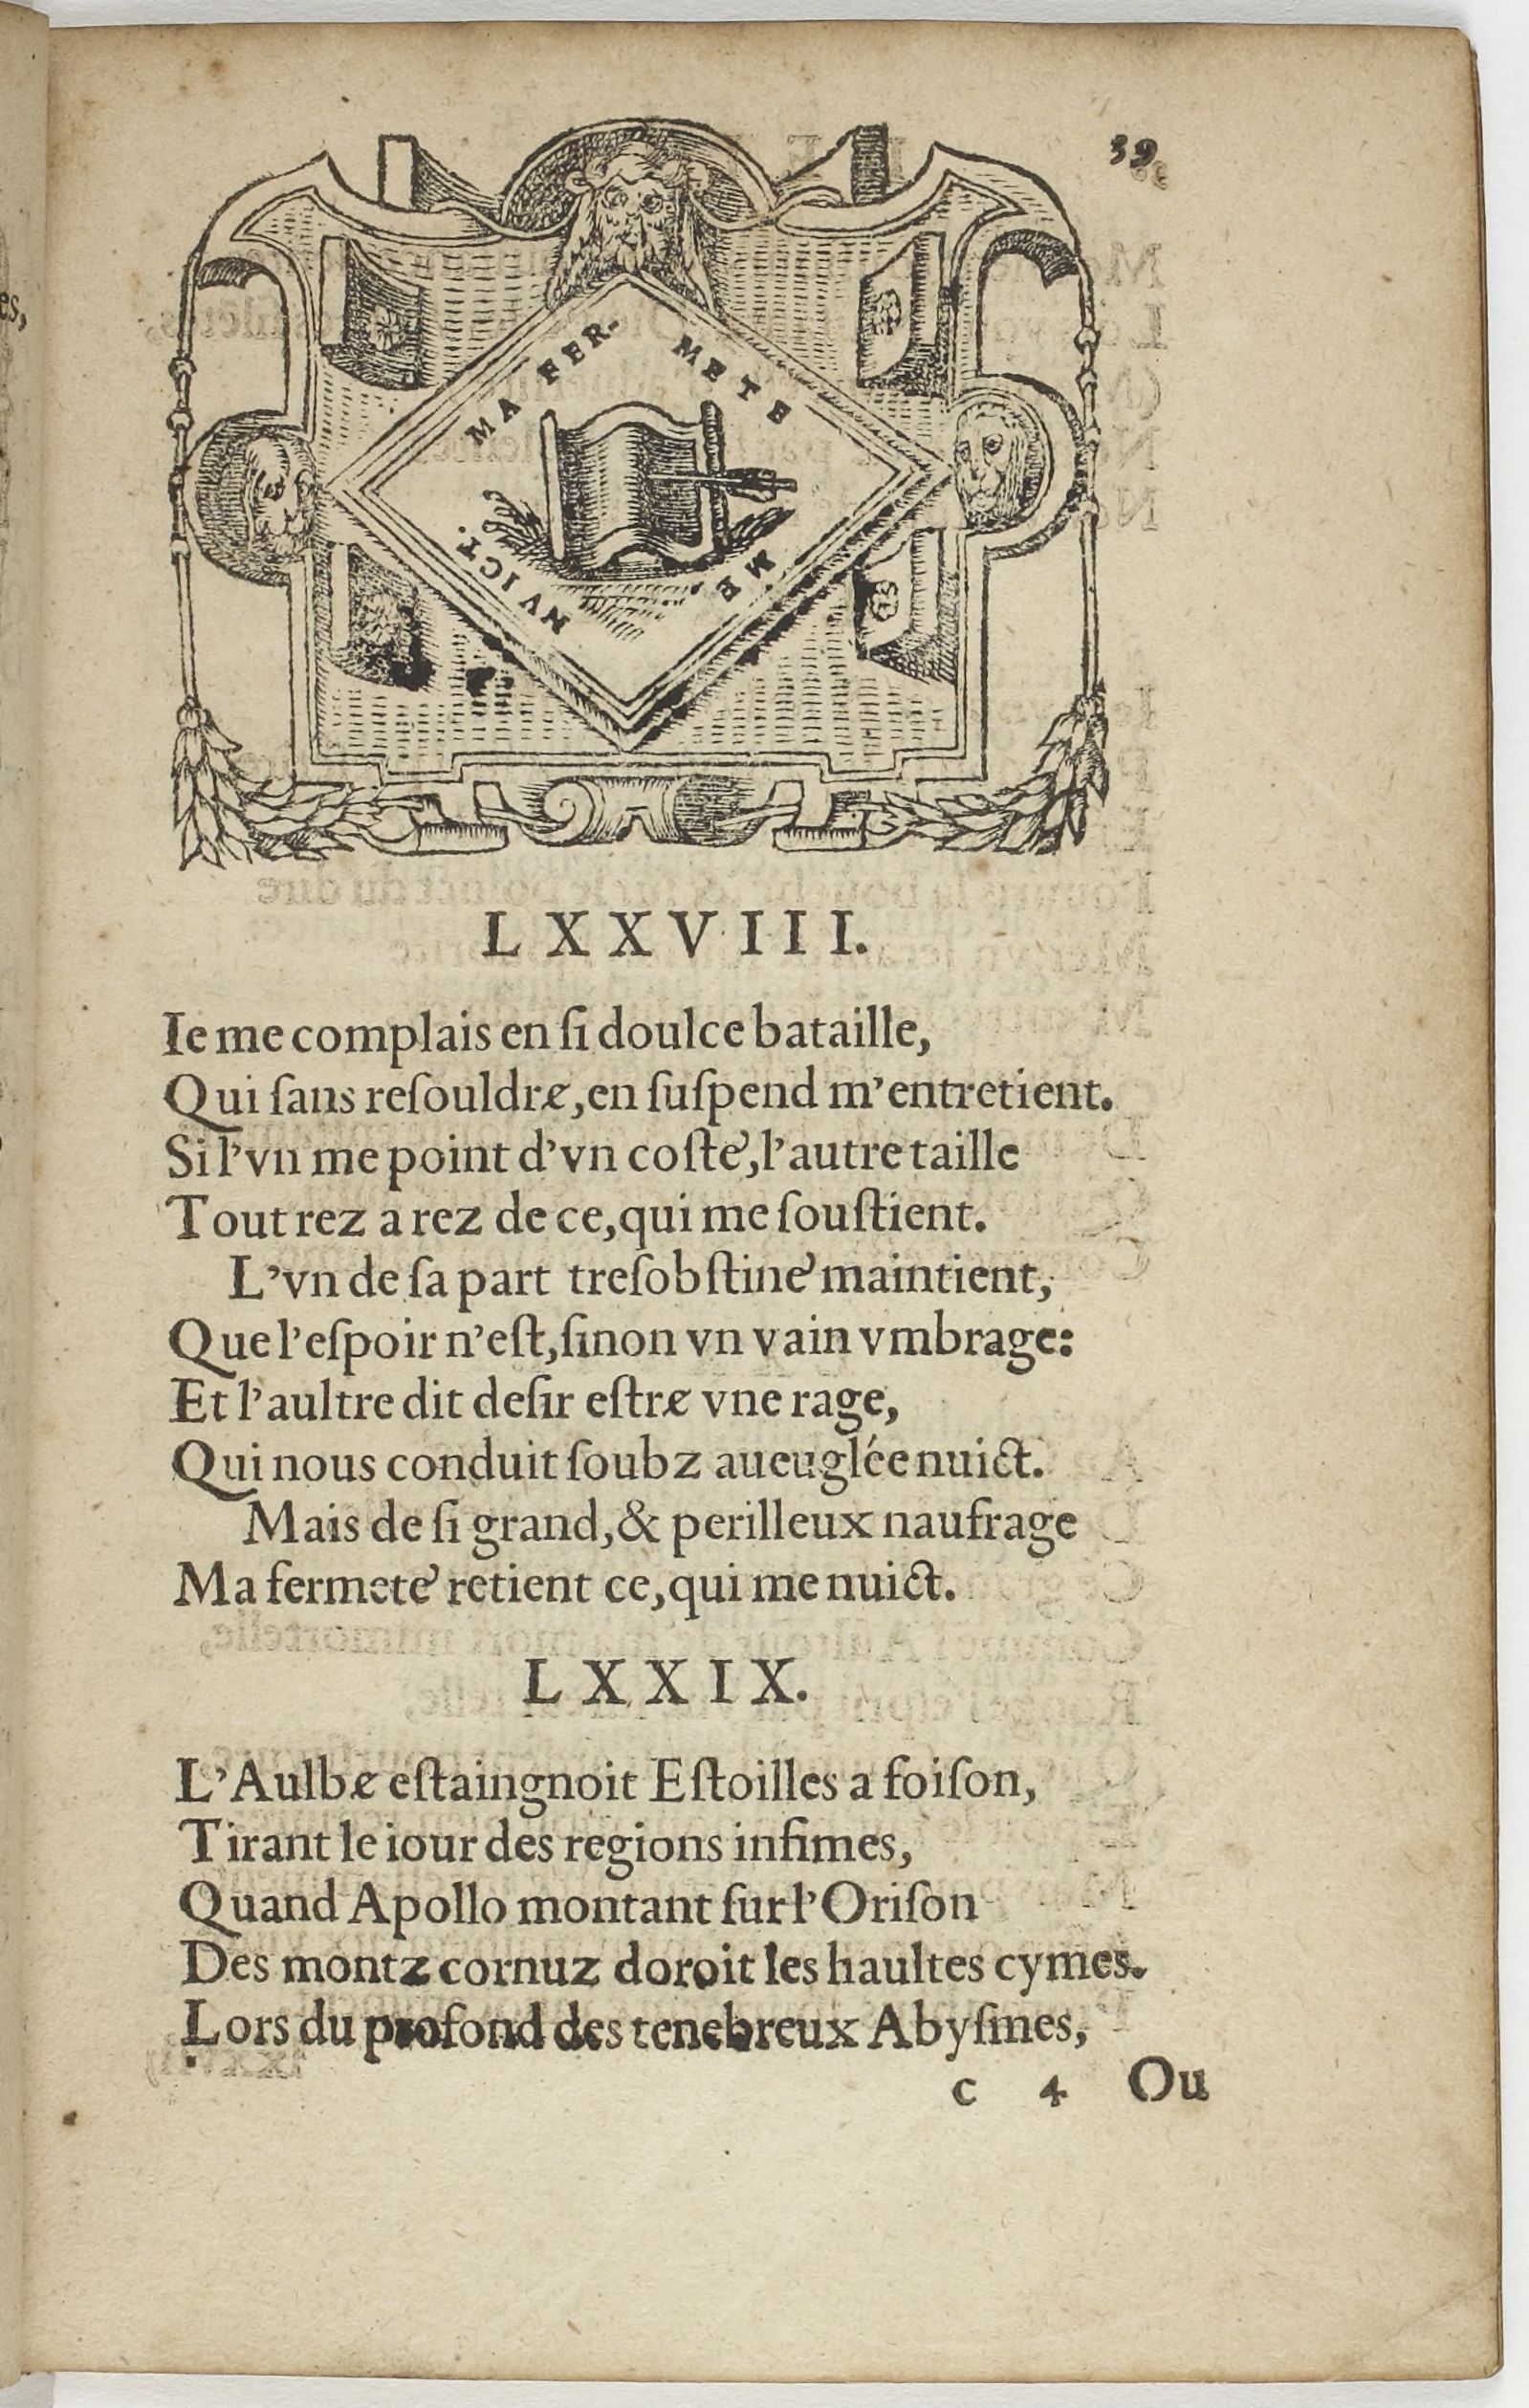 39
MA FER- METE
ME NVICT.
LXXVIII.
Ie me complais en ſi doulce bataille,
Qui ſans reſouldrę, en ſuſpend m'entretient.
Si l'vn me point d'vn coſté, l'autre taille
Tout rez a rez de ce, qui me ſouſtient.
L'vn de ſa part treſobſtiné maintient,
Que l'eſpoir n'eſt, ſinon vn vain vmbrage:
Et l'aultre dit deſir eſtrę vne rage,
Qui nous conduit ſoubz aueuglée nuict.
Mais de ſi grand, & perilleux naufrage
Ma fermeté retient ce, qui me nuict.
LXXIX.
L'Aulbę eſtaingnoit Eſtoilles a foiſon,
Tirant le iour des regions infimes,
Quand Apollo montant ſur l'Oriſon
Des montz cornuz doroit les haultes cymes.
Lors du profond des tenebreux Abyſmes,
c 4 Ou